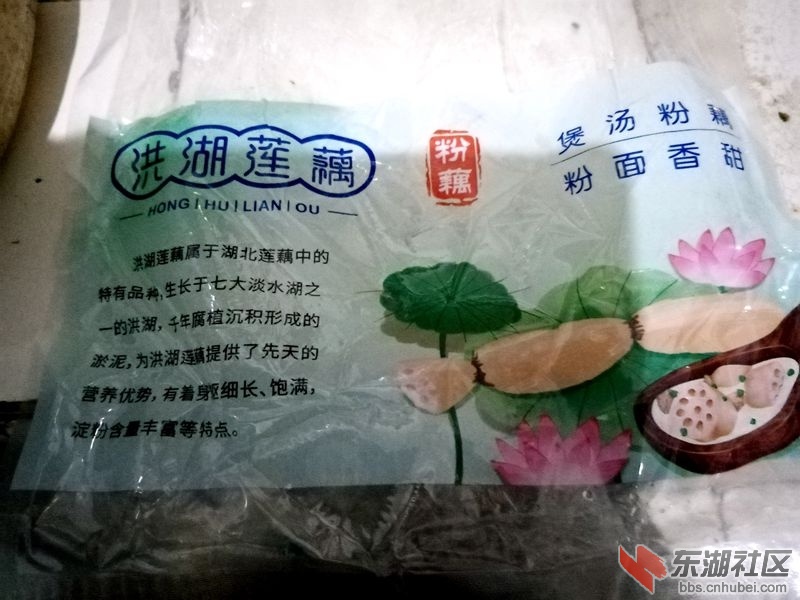 洪湖莲藕
HONG|HU|LIAN|OU
粉藕
煲汤粉藕
粉面香甜
洪湖莲藕属于湖北莲藕中的
特有品种,生长于七大淡水湖之
一的洪湖,千年腐植沉积形成的
淤泥,为洪湖莲藕提供了先天的
营养优势,有着身躯细长、饱满,
淀粉含量丰富等特点。
东湖社区
bbs.cnhubei.com